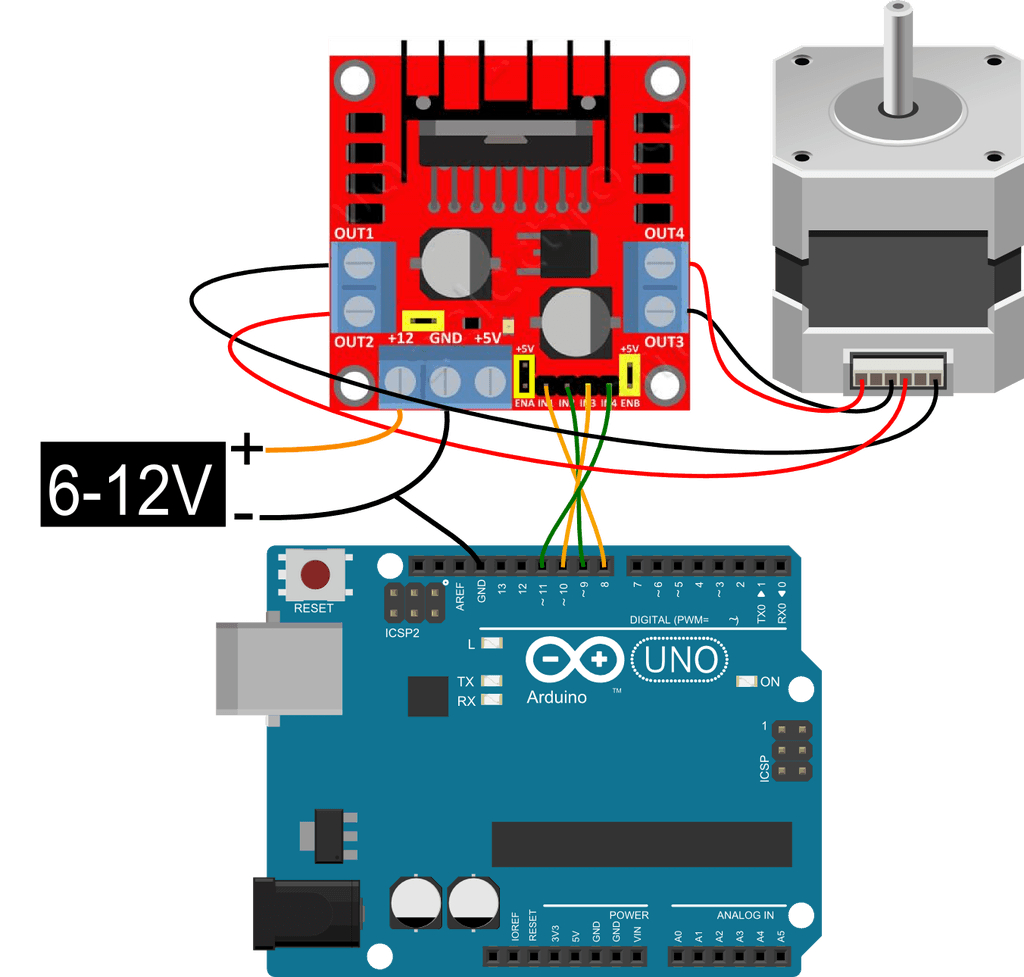 OUT1
OUT4
OUT2
+12 GND +5V
OUT3
+5V
+5V
ENA IN1 IN2 IN3 IN4 ENB
+
6-12V
-
RESET
ICSP2
AREF
GND
13
12
~11
~10
~9
8
7
~6
~5
4
~3
2
TX0 ▶ 1
RX0 ◀ 0
DIGITAL (PWM= ~)
L
TX
RX
UNO
Arduino
™
ON
1
ICSP
IOREF
RESET
3V3
5V
GND
GND
VIN
POWER
A0
A1
A2
A3
A4
A5
ANALOG IN